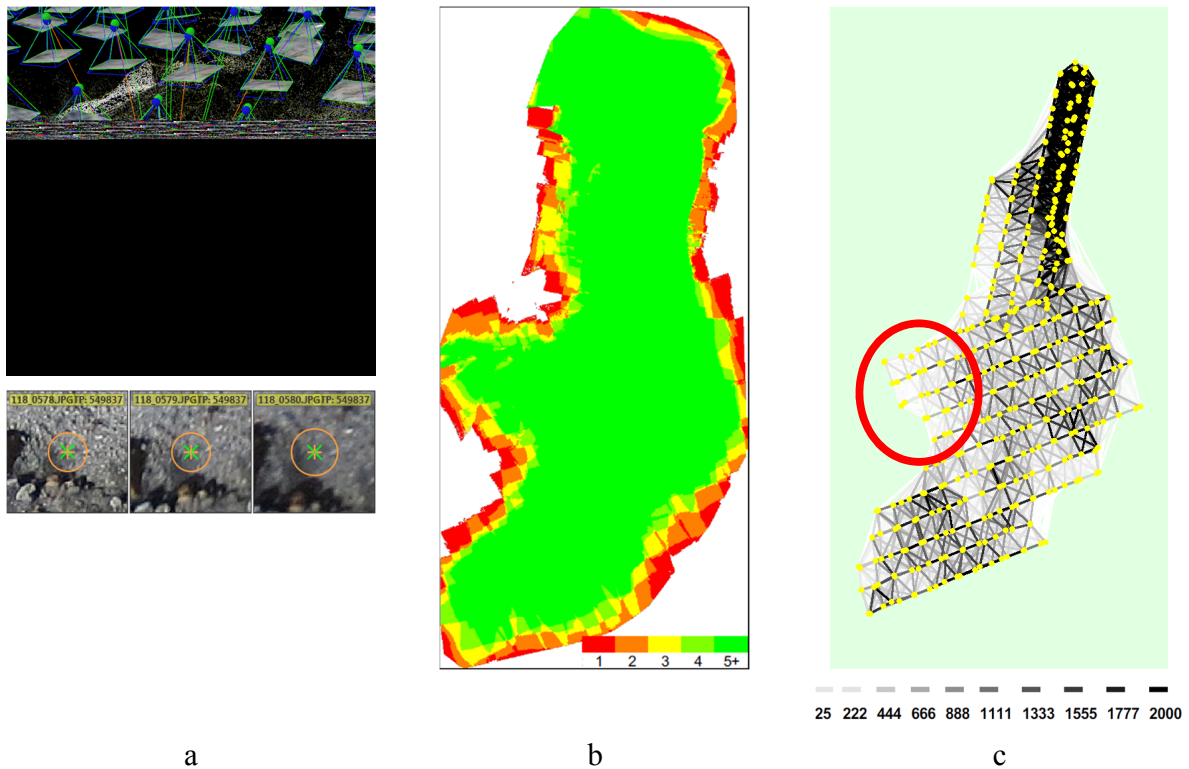 118_0578.JPGTP: 549837
118_0579.JPGTP: 549837
118_0580.JPGTP: 549837
1 2 3 4 5+
25 222 444 666 888 1111 1333 1555 1777 2000
a b c